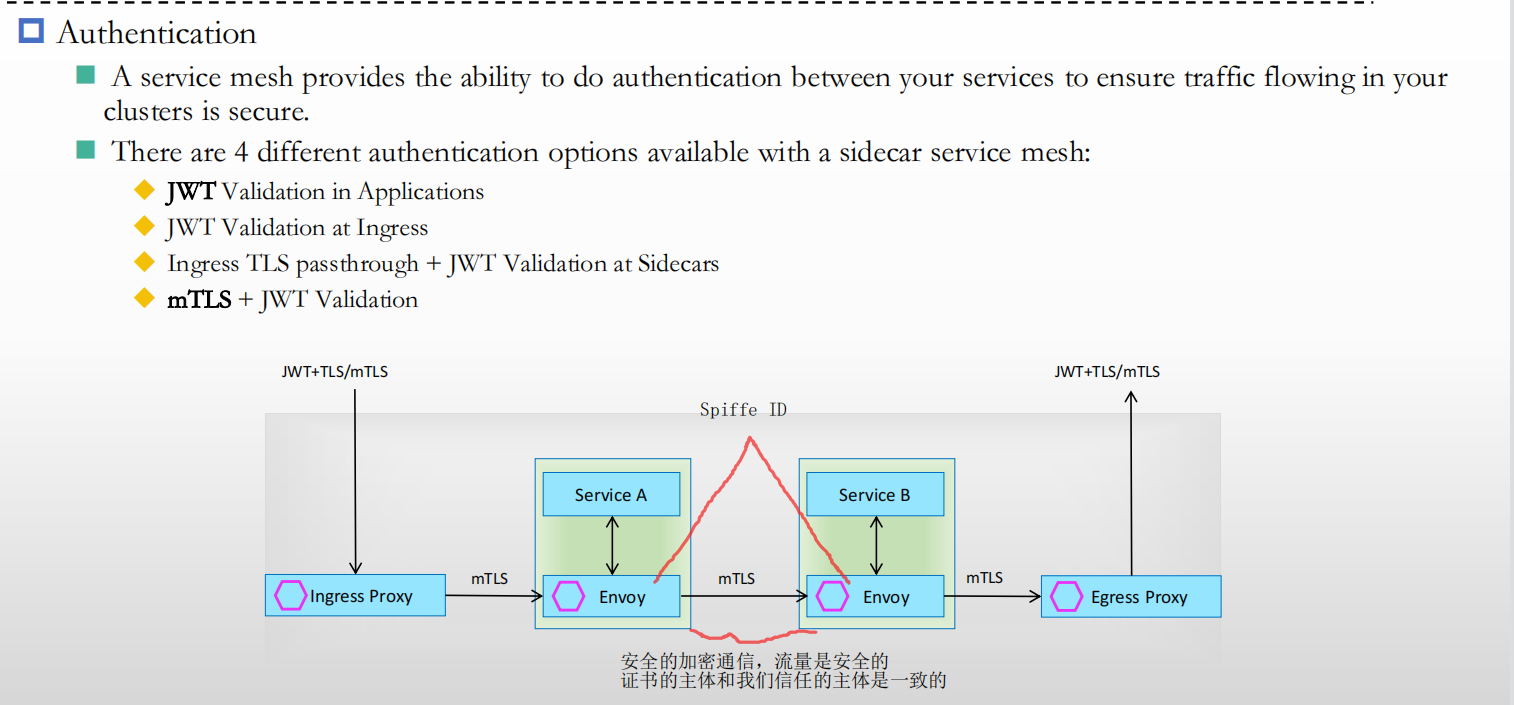 Authentication
A service mesh provides the ability to do authentication between your services to ensure traffic flowing in your
clusters is secure.
There are 4 different authentication options available with a sidecar service mesh:
JWT Validation in Applications
JWT Validation at Ingress
Ingress TLS passthrough + JWT Validation at Sidecars
mTLS + JWT Validation
JWT+TLS/mTLS
JWT+TLS/mTLS
Spiffe ID
Service A
Service B
mTLS
mTLS
mTLS
Ingress Proxy
Envoy
Envoy
Egress Proxy
安全的加密通信，流量是安全的
证书的主体和我们信任的主体是一致的